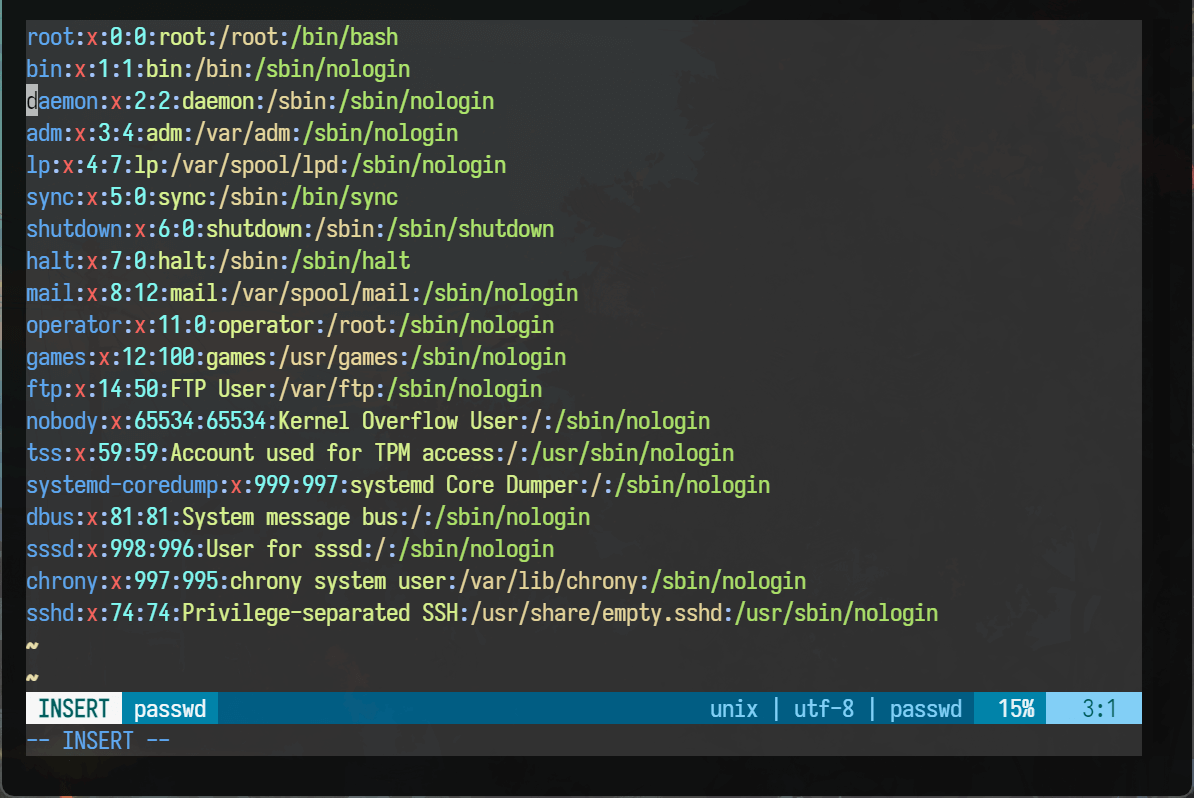 root:x:0:0:root:/root:/bin/bash
bin:x:1:1:bin:/bin:/sbin/nologin
daemon:x:2:2:daemon:/sbin:/sbin/nologin
adm:x:3:4:adm:/var/adm:/sbin/nologin
lp:x:4:7:lp:/var/spool/lpd:/sbin/nologin
sync:x:5:0:sync:/sbin:/bin/sync
shutdown:x:6:0:shutdown:/sbin:/sbin/shutdown
halt:x:7:0:halt:/sbin:/sbin/halt
mail:x:8:12:mail:/var/spool/mail:/sbin/nologin
operator:x:11:0:operator:/root:/sbin/nologin
games:x:12:100:games:/usr/games:/sbin/nologin
ftp:x:14:50:FTP User:/var/ftp:/sbin/nologin
nobody:x:65534:65534:Kernel Overflow User:/:/sbin/nologin
tss:x:59:59:Account used for TPM access:/:/usr/sbin/nologin
systemd-coredump:x:999:997:systemd Core Dumper:/:/sbin/nologin
dbus:x:81:81:System message bus:/:/sbin/nologin
sssd:x:998:996:User for sssd:/:/sbin/nologin
chrony:x:997:995:chrony system user:/var/lib/chrony:/sbin/nologin
sshd:x:74:74:Privilege-separated SSH:/usr/share/empty.sshd:/usr/sbin/nologin
~
~
INSERT passwd unix | utf-8 | passwd 15% 3:1
-- INSERT --